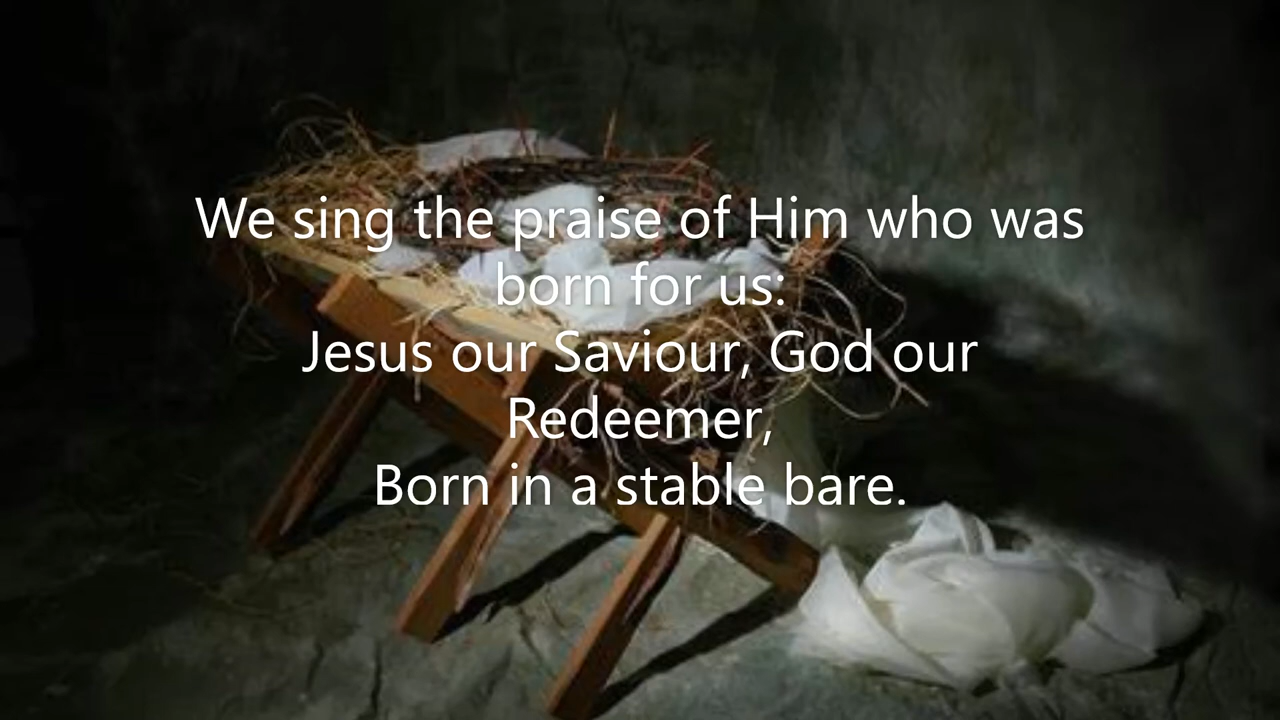 We sing the praise of Him who was
born for us:
Jesus our Saviour, God our
Redeemer,
Born in a stable bare.